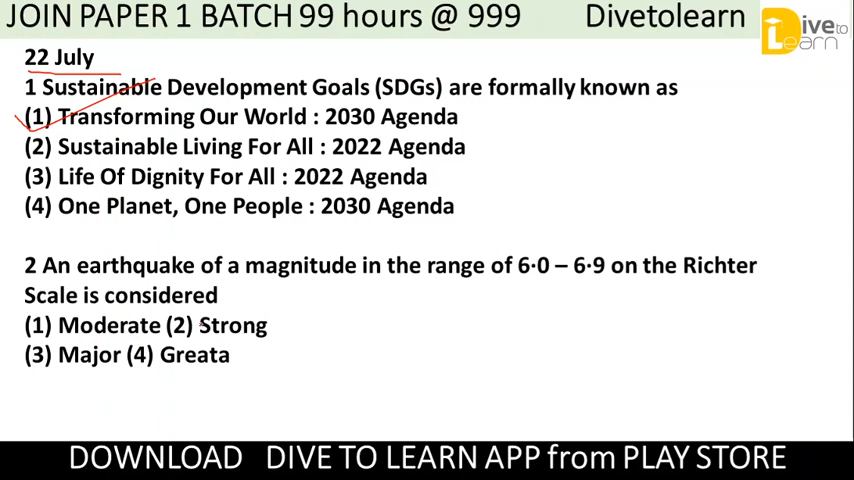 JOIN PAPER 1 BATCH 99 hours @ 999 Divetolearn
Dive to Learn
22 July
1 Sustainable Development Goals (SDGs) are formally known as
(1) Transforming Our World : 2030 Agenda
(2) Sustainable Living For All : 2022 Agenda
(3) Life Of Dignity For All : 2022 Agenda
(4) One Planet, One People : 2030 Agenda
2 An earthquake of a magnitude in the range of 6·0 – 6·9 on the Richter
Scale is considered
(1) Moderate (2) Strong
(3) Major (4) Greata
DOWNLOAD DIVE TO LEARN APP from PLAY STORE